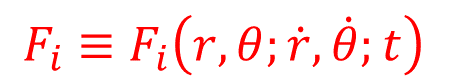 Fᵢ ≡ Fᵢ(r, θ; ṙ, θ̇; t)